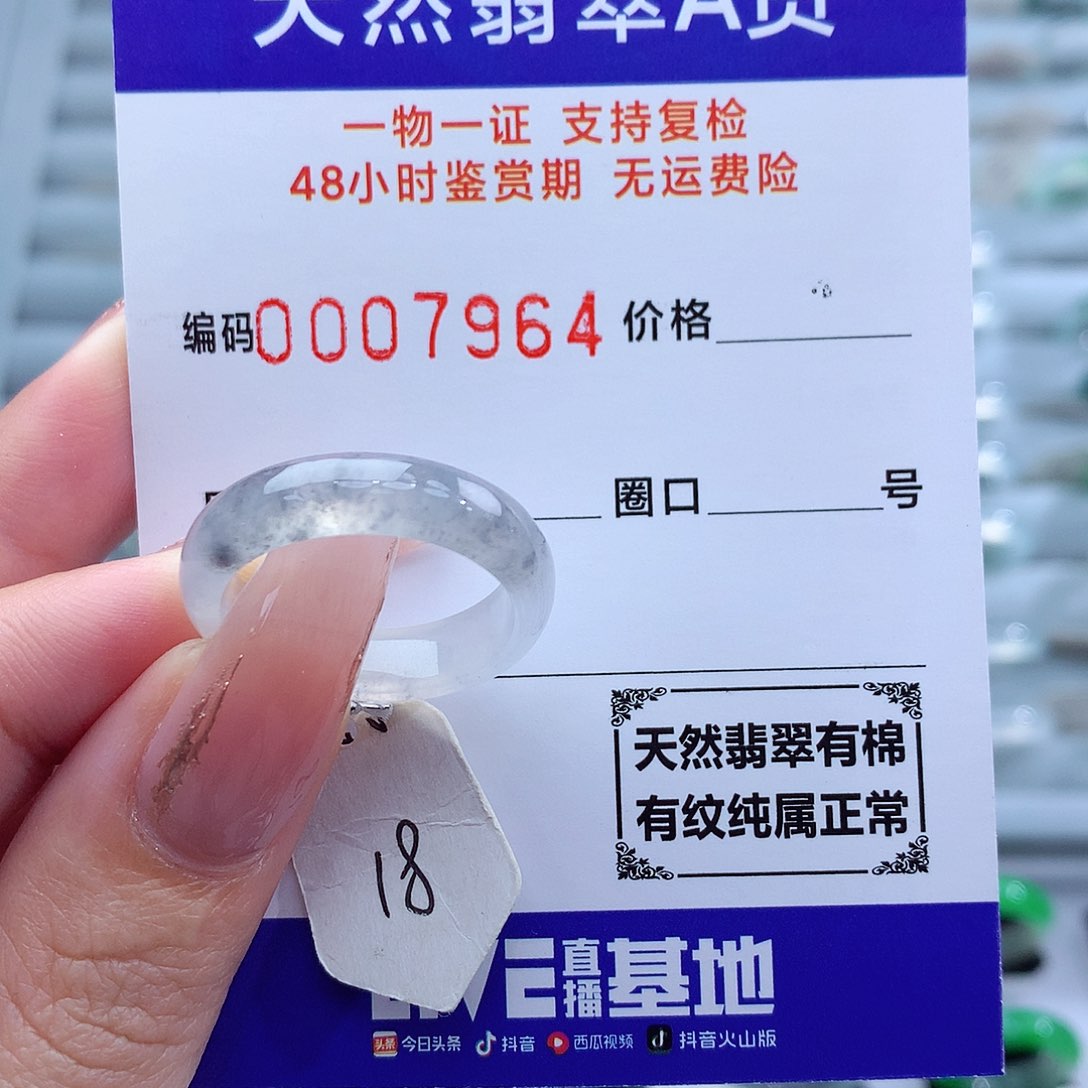 天然翡翠A货
一物一证 支持复检
48小时鉴赏期 无运费险
编码0007964 价格
圈口 号
天然翡翠有棉
有纹纯属正常
18
直播基地
头条 今日头条 抖音 西瓜视频 抖音火山版